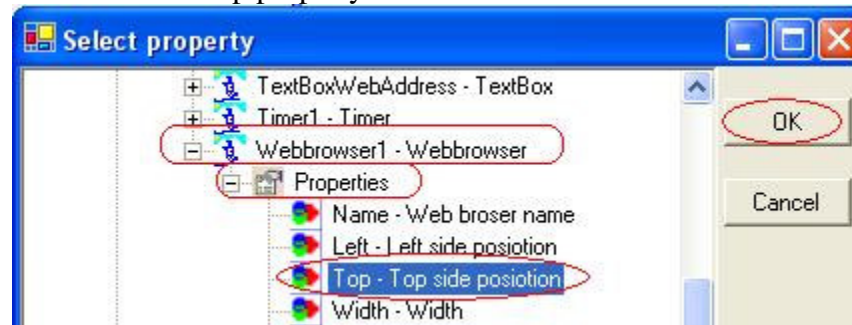 Select property
TextBoxWebAddress - TextBox
Timer1 - Timer
Webbrowser1 - Webbrowser
Properties
Name - Web broser name
Left - Left side posiotion
Top - Top side posiotion
Width - Width
OK
Cancel